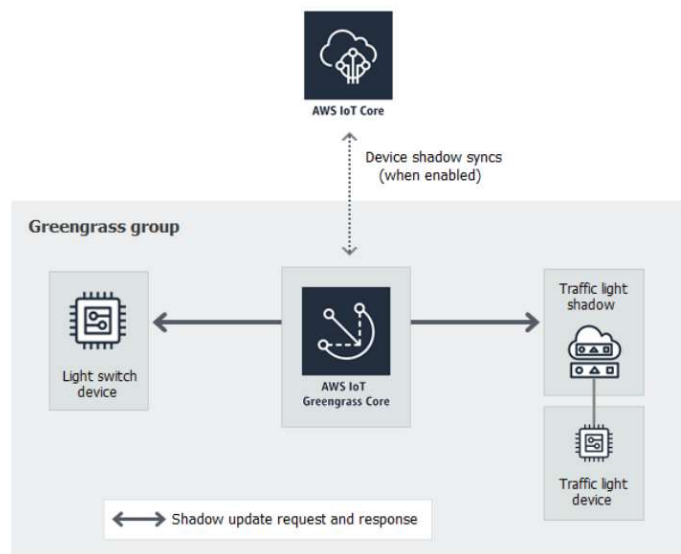 AWS IoT Core
Device shadow syncs
(when enabled)
Greengrass group
Light switch
device
AWS IoT
Greengrass Core
Traffic light
shadow
Traffic light
device
Shadow update request and response